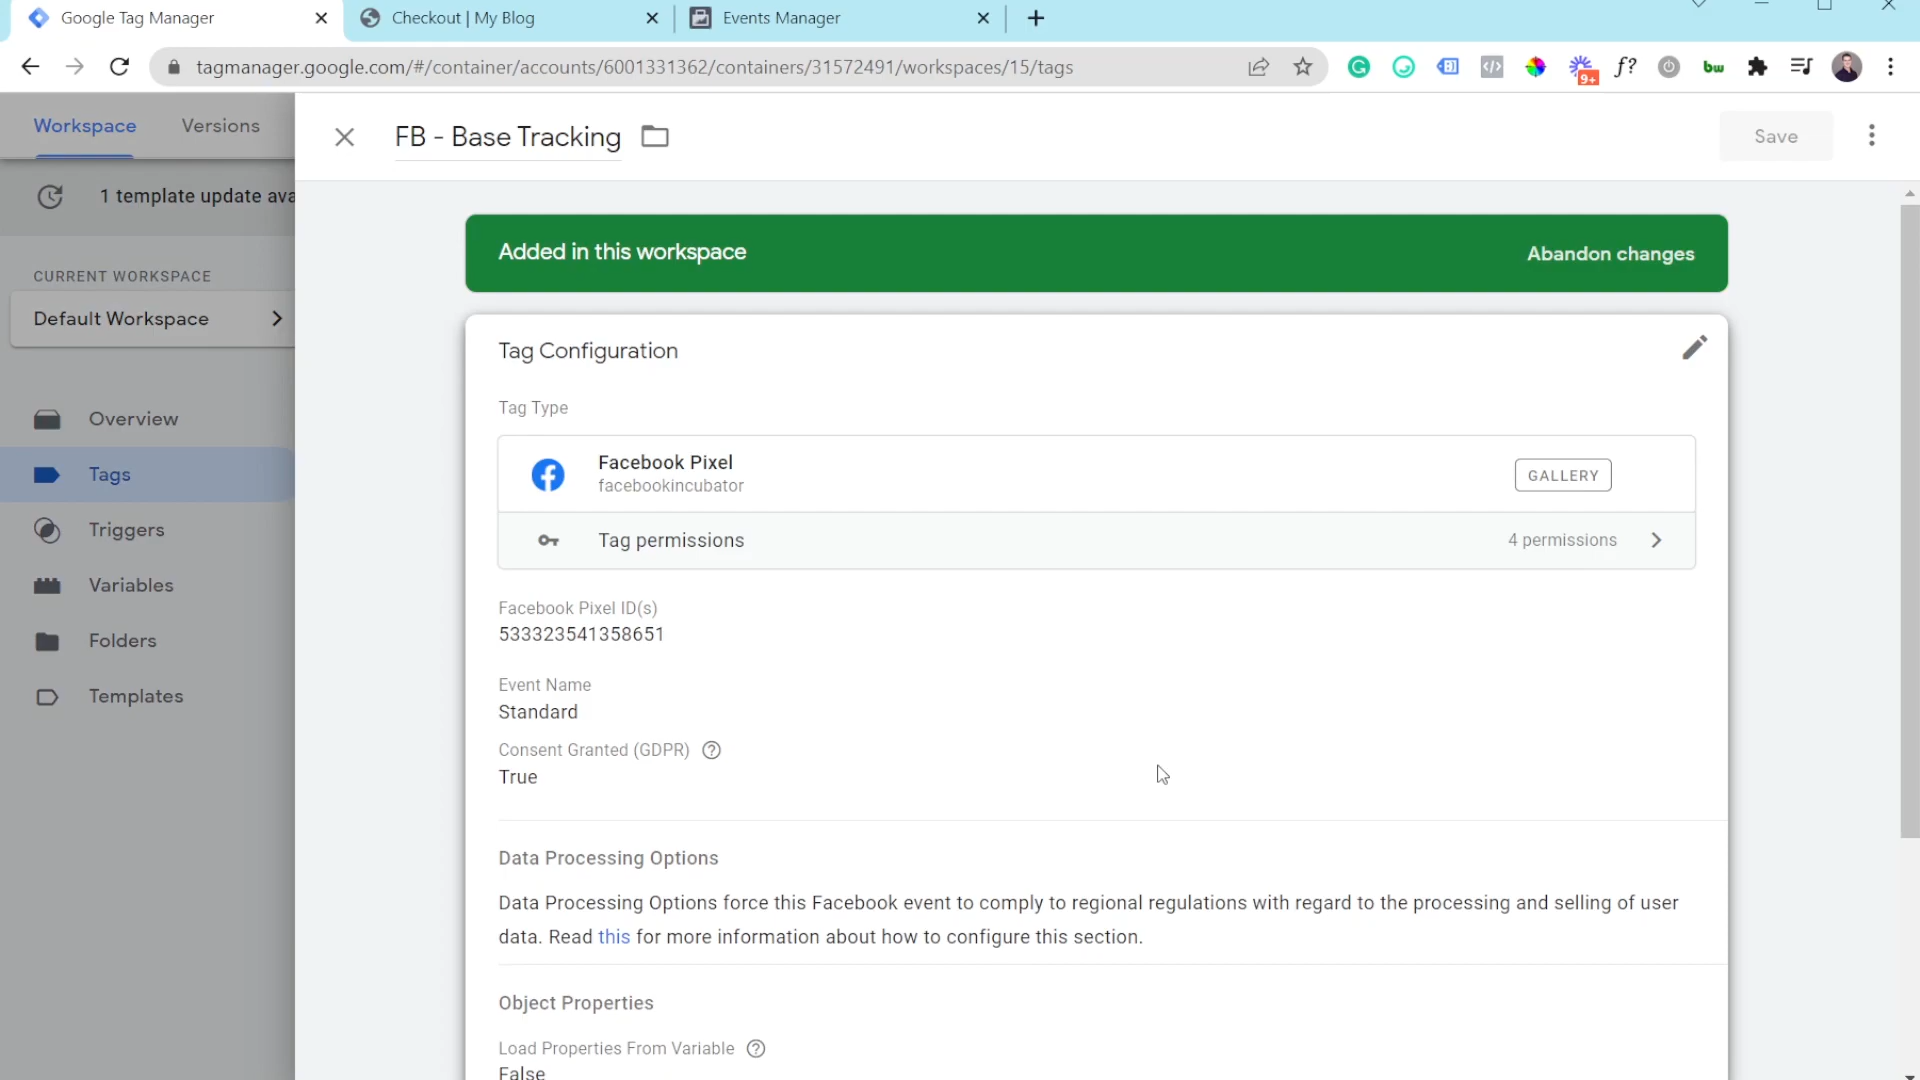 Google Tag Manager
Checkout | My Blog
Events Manager
tagmanager.google.com/#/container/accounts/6001331362/containers/31572491/workspaces/15/tags
9+
f?
bw
Workspace
Versions
FB - Base Tracking
Save
1 template update ava
Added in this workspace
Abandon changes
CURRENT WORKSPACE
Default Workspace
Tag Configuration
Overview
Tags
Triggers
Variables
Folders
Templates
Tag Type
Facebook Pixel
facebookincubator
GALLERY
Tag permissions
4 permissions
Facebook Pixel ID(s)
533323541358651
Event Name
Standard
Consent Granted (GDPR)
True
Data Processing Options
Data Processing Options force this Facebook event to comply to regional regulations with regard to the processing and selling of user
data. Read this for more information about how to configure this section.
Object Properties
Load Properties From Variable
False